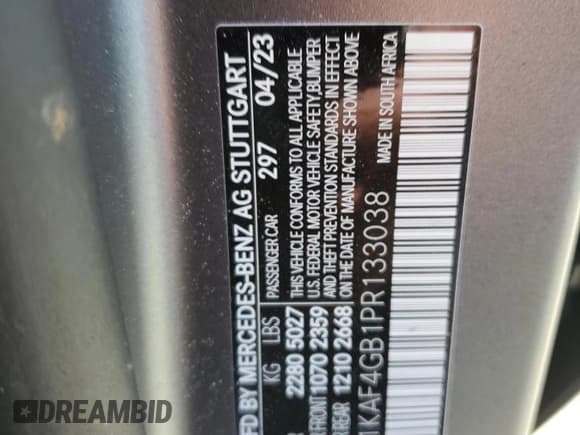 MFD BY MERCEDES-BENZ AG STUTTGART
KG LBS PASSENGER CAR 297 04/23
2280 5027
FRONT 1070 2359
REAR 1210 2668
THIS VEHICLE CONFORMS TO ALL APPLICABLE
U.S. FEDERAL MOTOR VEHICLE SAFETY,BUMPER
AND THEFT PREVENTION STANDARDS IN EFFECT
ON THE DATE OF MANUFACTURE SHOWN ABOVE
1KAF4GB1PR133038
MADE IN SOUTH AFRICA
DREAMBID